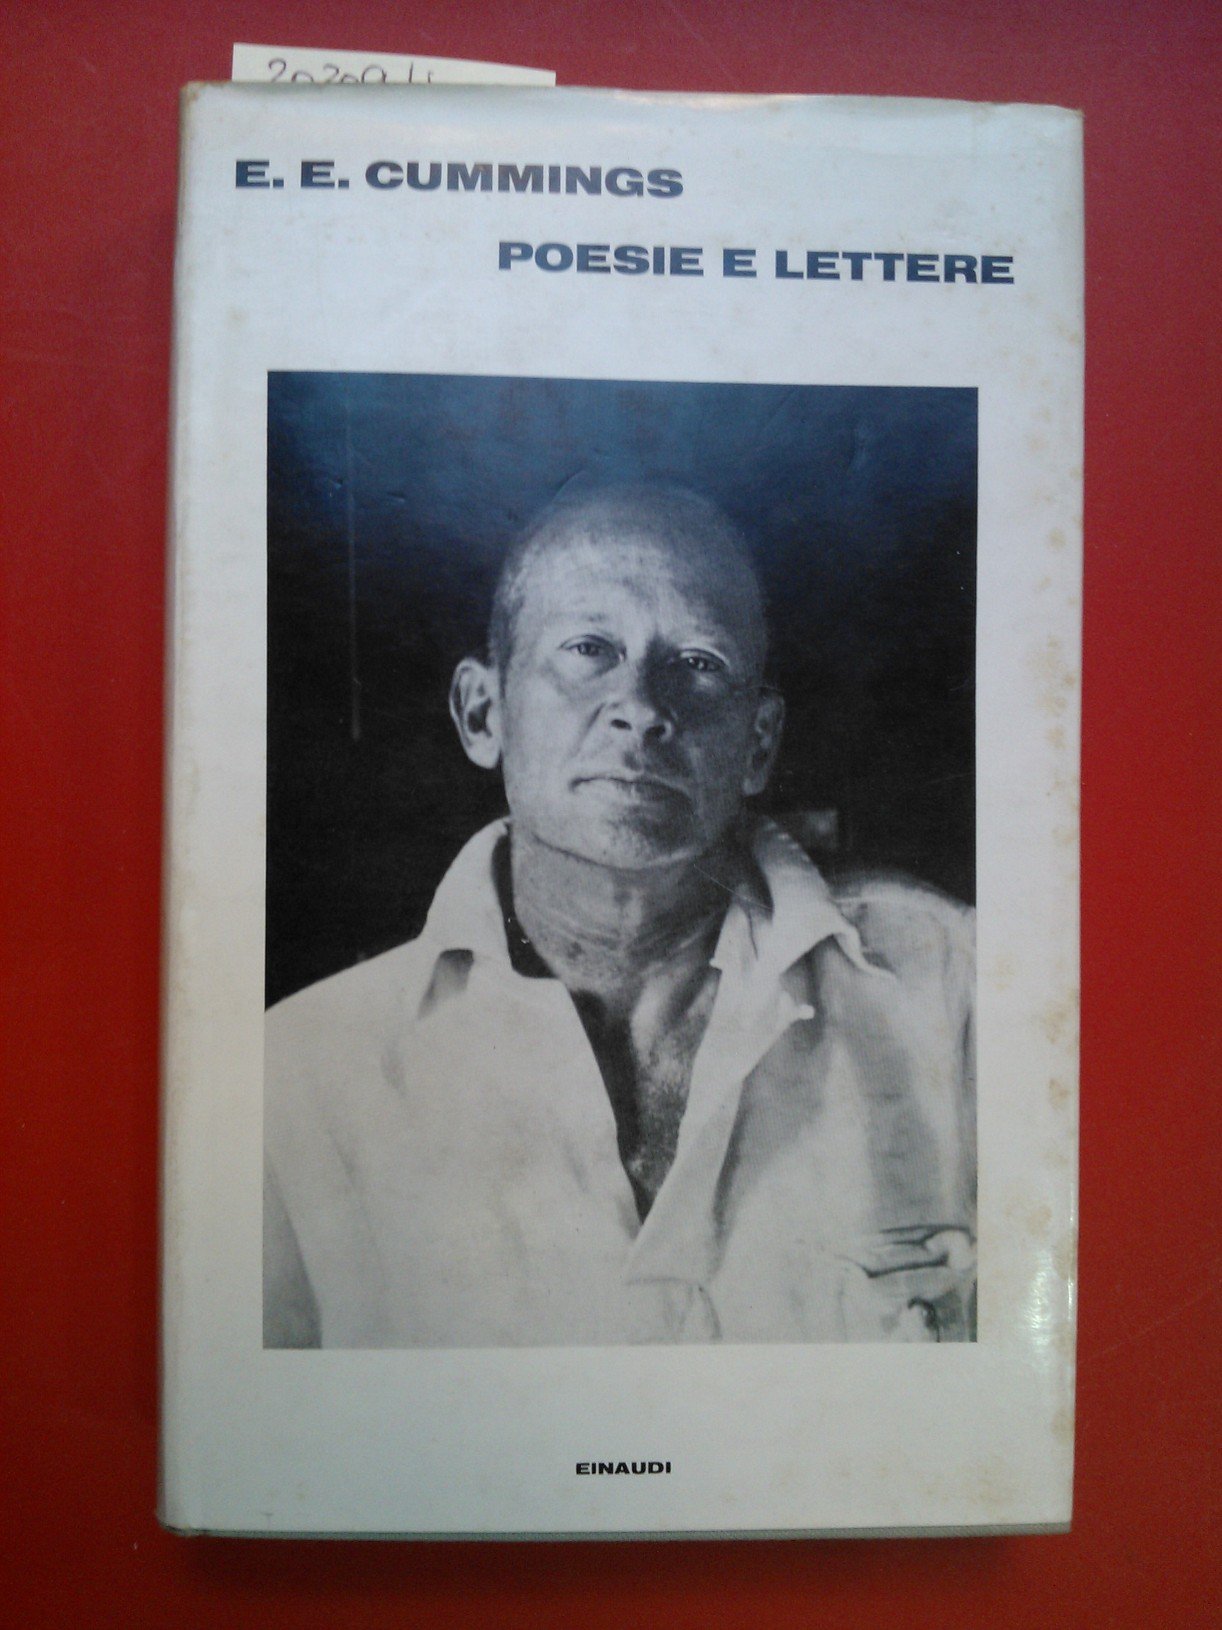 E. E. CUMMINGS
POESIE E LETTERE
EINAUDI